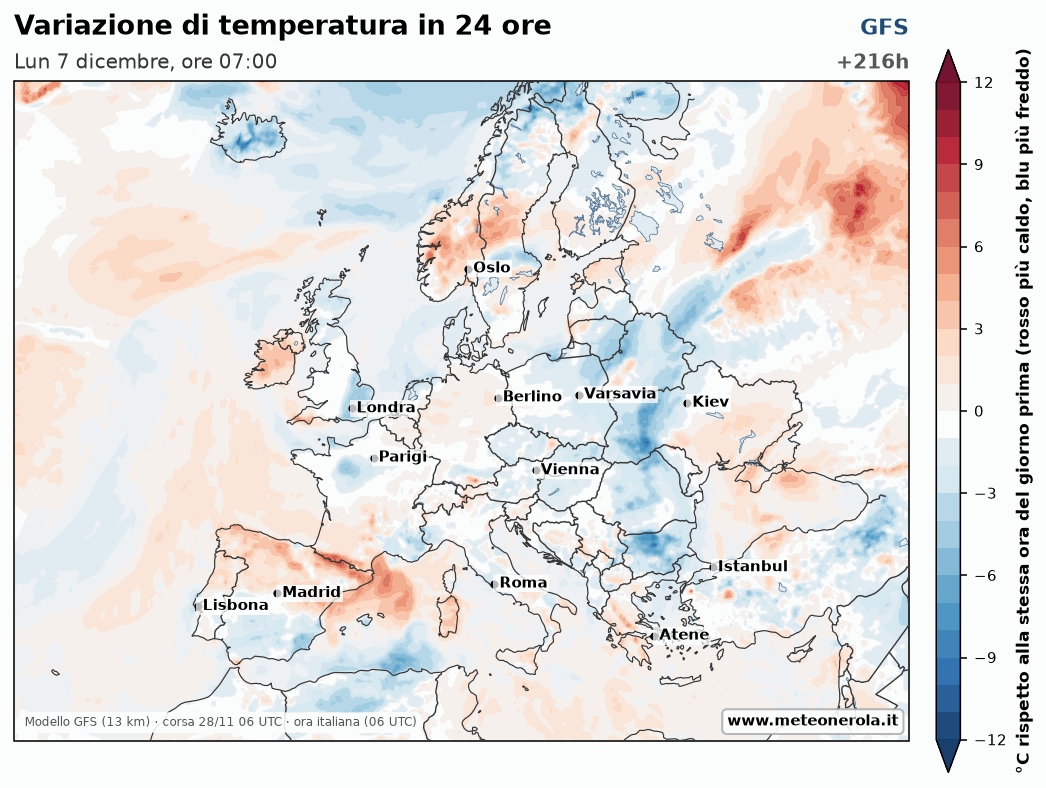 Variazione di temperatura in 24 ore
GFS
Lun 7 dicembre, ore 07:00
+216h
Oslo
Londra
Berlino
Varsavia
Kiev
Parigi
Vienna
Istanbul
Roma
Madrid
Lisbona
Atene
Modello GFS (13 km) · corsa 28/11 06 UTC · ora italiana (06 UTC)
www.meteonerola.it
12
9
6
3
0
−3
−6
−9
−12
°C rispetto alla stessa ora del giorno prima (rosso più caldo, blu più freddo)